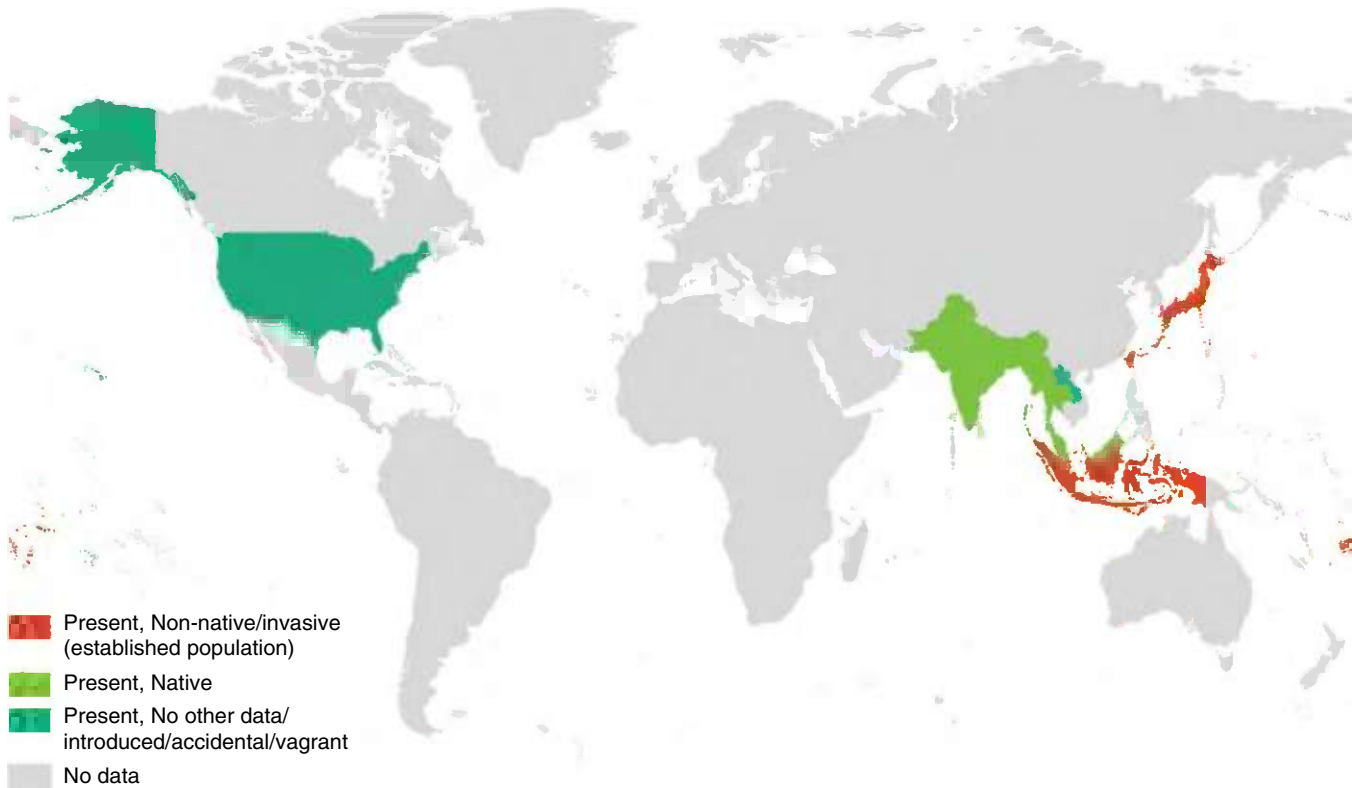 Present, Non-native/invasive
(established population)
Present, Native
Present, No other data/
introduced/accidental/vagrant
No data